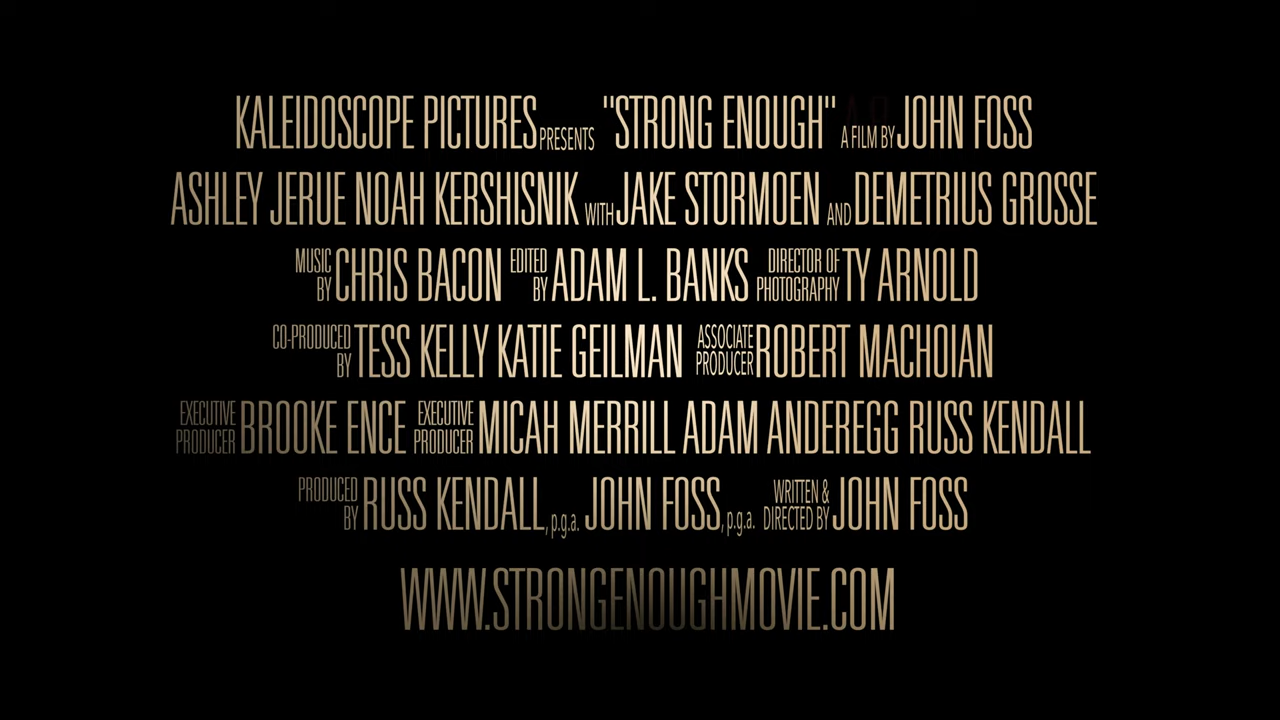 KALEIDOSCOPE PICTURES PRESENTS "STRONG ENOUGH" A FILM BY JOHN FOSS
ASHLEY JERUE NOAH KERSHISNIK WITH JAKE STORMOEN AND DEMETRIUS GROSSE
MUSIC BY CHRIS BACON EDITED BY ADAM L. BANKS DIRECTOR OF PHOTOGRAPHY TY ARNOLD
CO-PRODUCED BY TESS KELLY KATIE GEILMAN ASSOCIATE PRODUCER ROBERT MACHOIAN
EXECUTIVE PRODUCER BROOKE ENCE EXECUTIVE PRODUCER MICAH MERRILL ADAM ANDEREGG RUSS KENDALL
PRODUCED BY RUSS KENDALL, p.g.a. JOHN FOSS, p.g.a. WRITTEN & DIRECTED BY JOHN FOSS
WWW.STRONGENOUGHMOVIE.COM